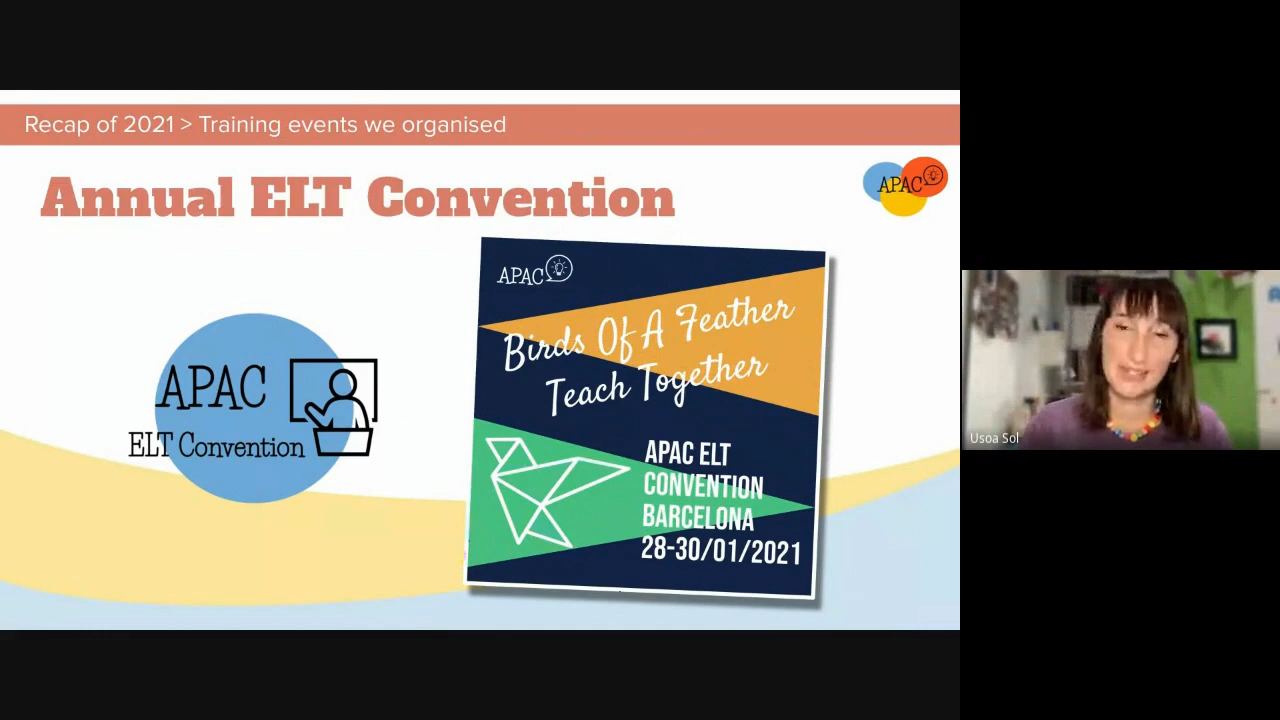 Recap of 2021 > Training events we organised
Annual ELT Convention
APAC
APAC
ELT Convention
APAC
Birds Of A Feather
Teach Together
APAC ELT
CONVENTION
BARCELONA
28-30/01/2021
Usoa Sol